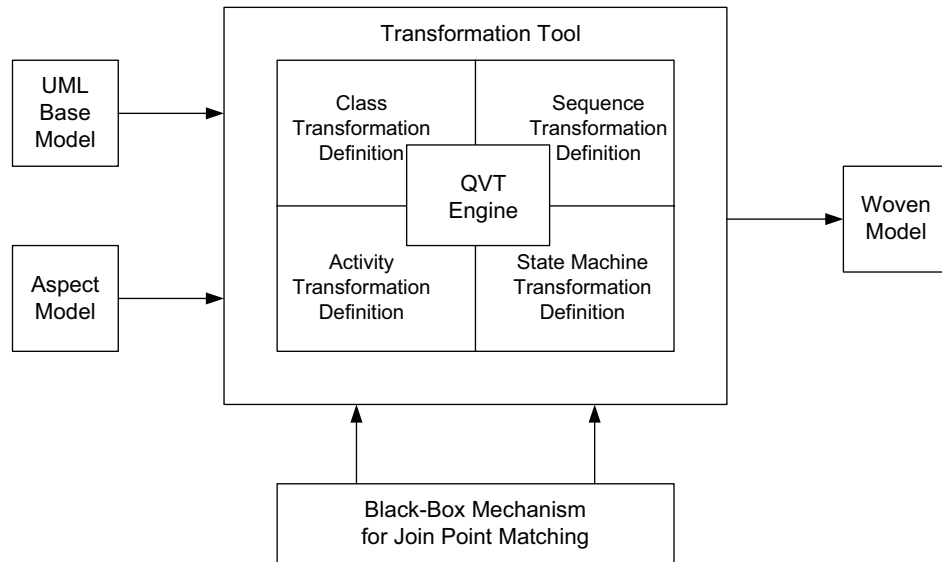 Transformation Tool
UML
Base
Model
Class
Transformation
Definition
Sequence
Transformation
Definition
QVT
Engine
Woven
Model
Aspect
Model
Activity
Transformation
Definition
State Machine
Transformation
Definition
Black-Box Mechanism
for Join Point Matching